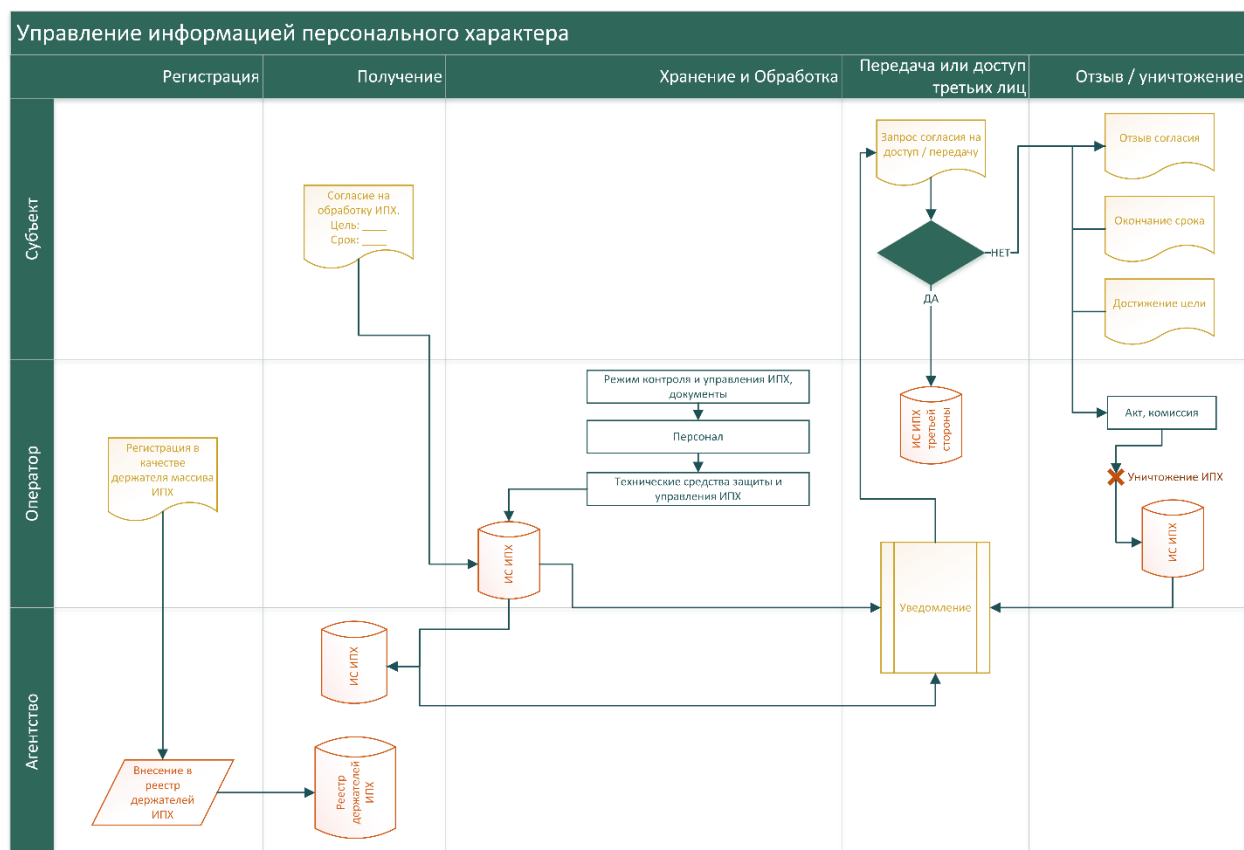 Управление информацией персонального характера
Регистрация
Получение
Хранение и Обработка
Передача или доступ
третьих лиц
Отзыв / уничтожение
Субъект
Согласие на
обработку ИПХ.
Цель: ____
Срок: ____
Запрос согласия на
доступ / передачу
НЕТ
ДА
Отзыв согласия
Окончание срока
Достижение цели
Оператор
Регистрация в
качестве
держателя массива
ИПХ
Режим контроля и управления ИПХ,
документы
Персонал
Технические средства защиты и
управления ИПХ
ИС ИПХ
ИС ИПХ
третьей
стороны
Акт, комиссия
Уничтожение ИПХ
ИС ИПХ
Уведомление
Агентство
ИС ИПХ
Внесение в
реестр
держателей
ИПХ
Реестр
держателей
ИПХ